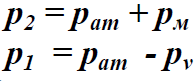 p₂ = pат + pм
p₁ = pат - pv